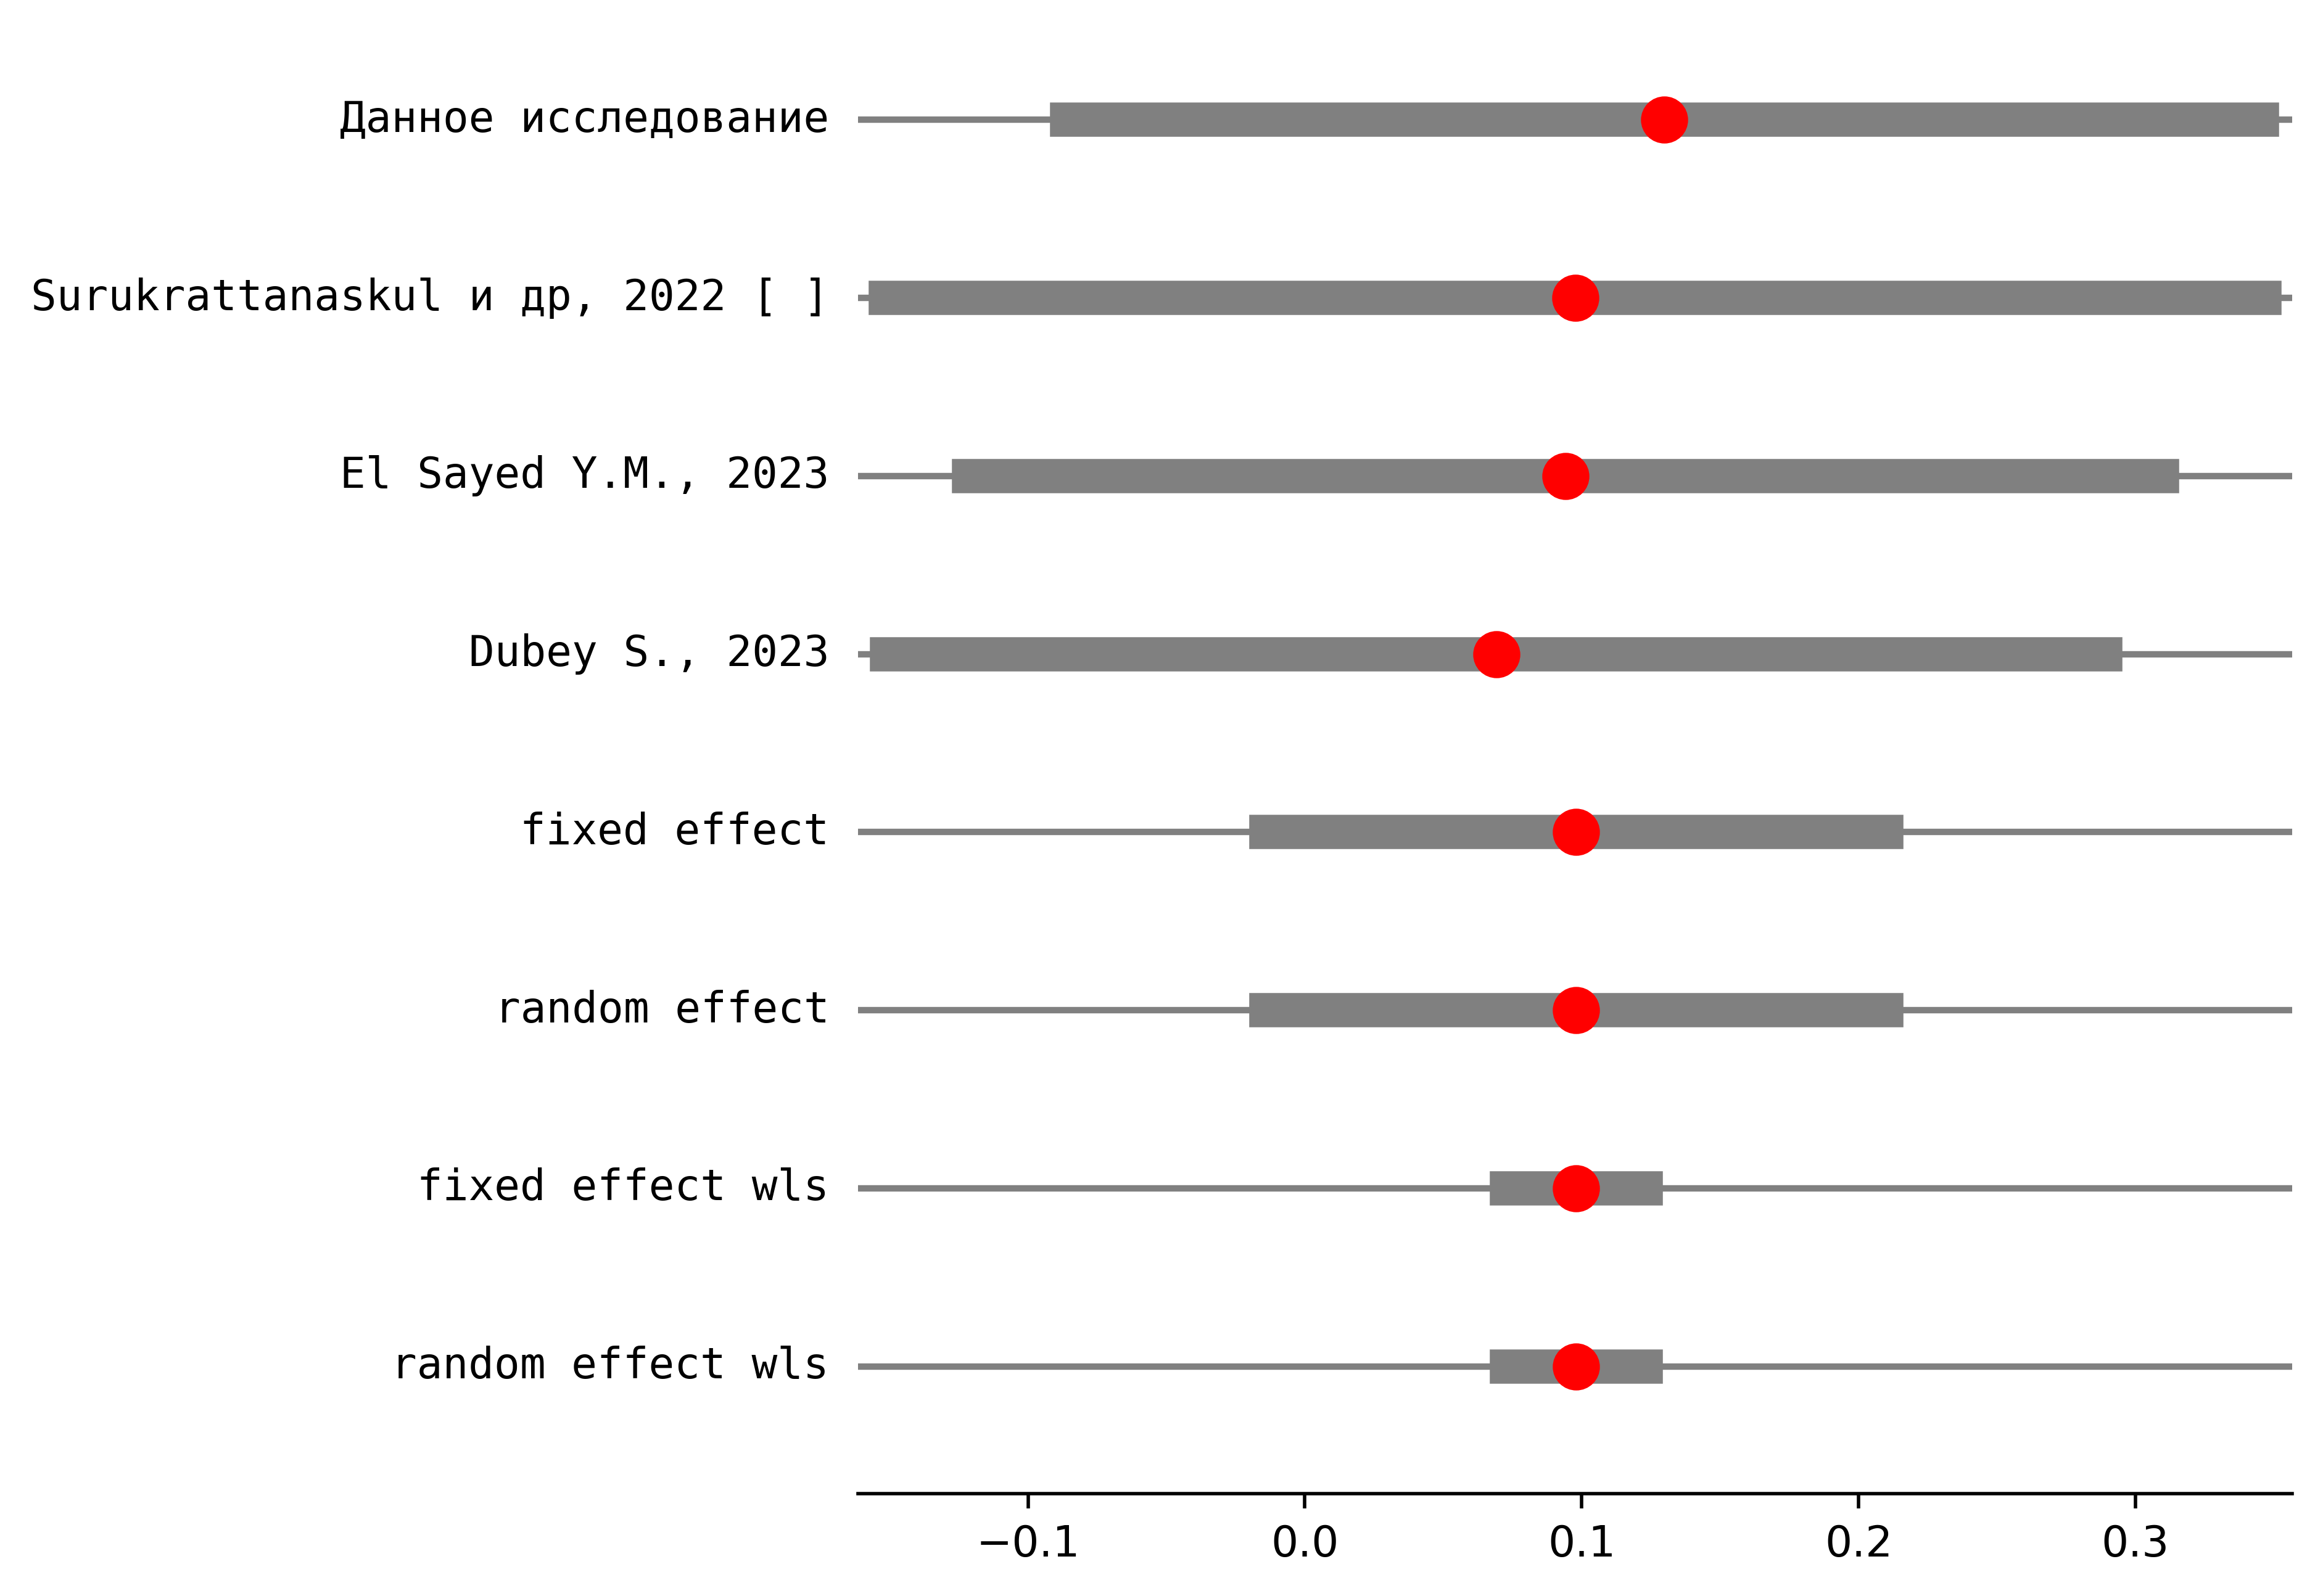 Данное исследование
Surukrattanaskul и др, 2022 [ ]
El Sayed Y.M., 2023
Dubey S., 2023
fixed effect
random effect
fixed effect wls
random effect wls
−0.1 0.0 0.1 0.2 0.3